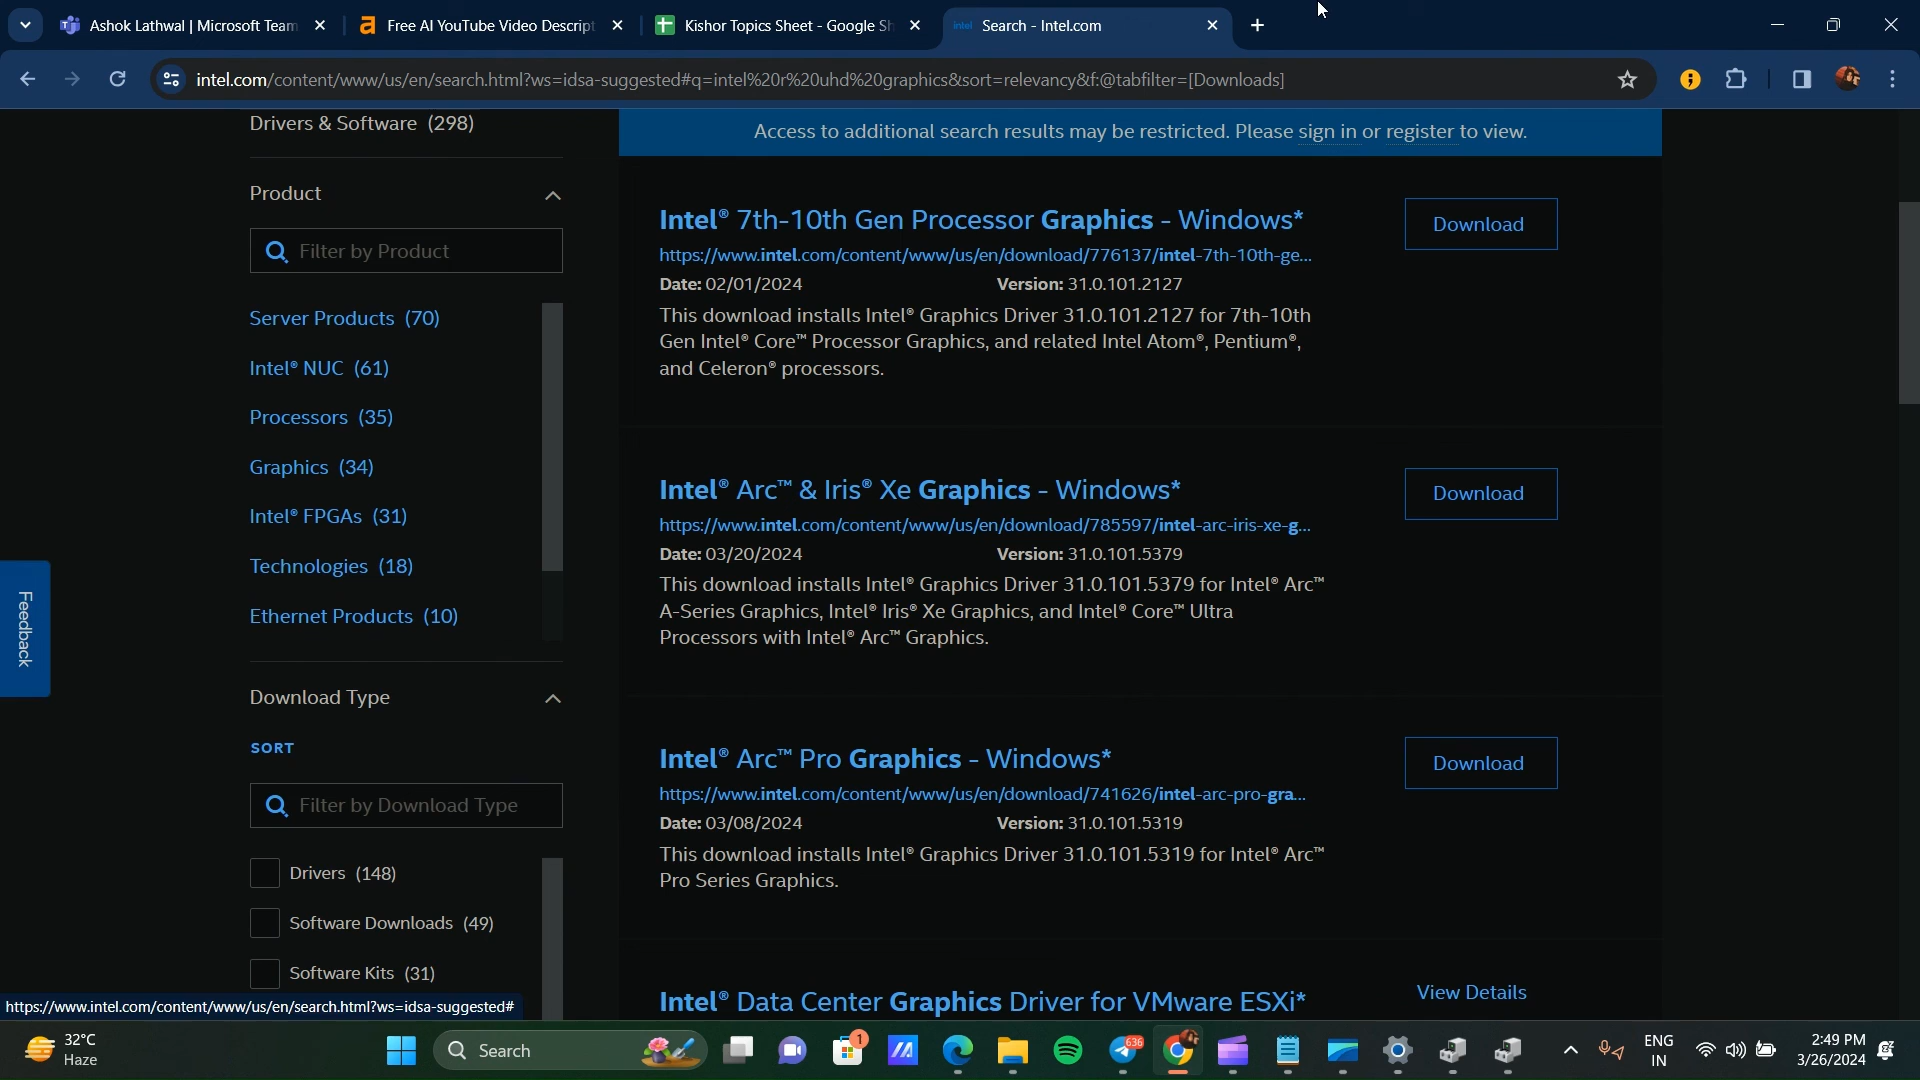 Ashok Lathwal | Microsoft Team
Free AI YouTube Video Descript
Kishor Topics Sheet - Google Sh
Search - Intel.com
intel.com/content/www/us/en/search.html?ws=idsa-suggested#q=intel%20r%20uhd%20graphics&sort=relevancy&f:@tabfilter=[Downloads]
Access to additional search results may be restricted. Please sign in or register to view.
Drivers & Software (298)
Product
Filter by Product
Server Products (70)
Intel® NUC (61)
Processors (35)
Graphics (34)
Intel® FPGAs (31)
Technologies (18)
Ethernet Products (10)
Download Type
SORT
Filter by Download Type
Drivers (148)
Software Downloads (49)
Software Kits (31)
Feedback
Intel® 7th-10th Gen Processor Graphics - Windows*
Download
https://www.intel.com/content/www/us/en/download/776137/intel-7th-10th-ge...
Date: 02/01/2024 Version: 31.0.101.2127
This download installs Intel® Graphics Driver 31.0.101.2127 for 7th-10th
Gen Intel® Core™ Processor Graphics, and related Intel Atom®, Pentium®,
and Celeron® processors.
Intel® Arc™ & Iris® Xe Graphics - Windows*
Download
https://www.intel.com/content/www/us/en/download/785597/intel-arc-iris-xe-g...
Date: 03/20/2024 Version: 31.0.101.5379
This download installs Intel® Graphics Driver 31.0.101.5379 for Intel® Arc™
A-Series Graphics, Intel® Iris® Xe Graphics, and Intel® Core™ Ultra
Processors with Intel® Arc™ Graphics.
Intel® Arc™ Pro Graphics - Windows*
Download
https://www.intel.com/content/www/us/en/download/741626/intel-arc-pro-gra...
Date: 03/08/2024 Version: 31.0.101.5319
This download installs Intel® Graphics Driver 31.0.101.5319 for Intel® Arc™
Pro Series Graphics.
Intel® Data Center Graphics Driver for VMware ESXi*
View Details
https://www.intel.com/content/www/us/en/search.html?ws=idsa-suggested#
32°C
Haze
Search
1
636
ENG
IN
2:49 PM
3/26/2024